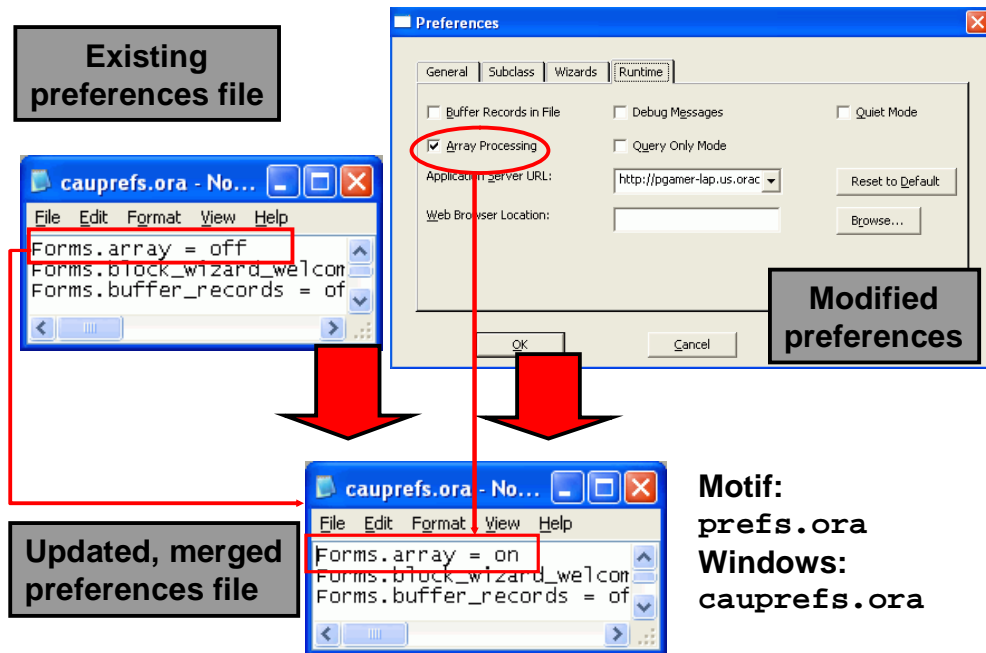 Existing
preferences file
Preferences
General Subclass Wizards Runtime
Buffer Records in File Debug Messages Quiet Mode
Array Processing Query Only Mode
Application Server URL: http://pgamer-lap.us.orac Reset to Default
Web Browser Location: Browse...
OK Cancel
Modified
preferences
cauprefs.ora - No...
File Edit Format View Help
Forms.array = off
Forms.block_wizard_welcom
Forms.buffer_records = of
cauprefs.ora - No...
File Edit Format View Help
Forms.array = on
Forms.block_wizard_welcom
Forms.buffer_records = of
Updated, merged
preferences file
Motif:
prefs.ora
Windows:
cauprefs.ora